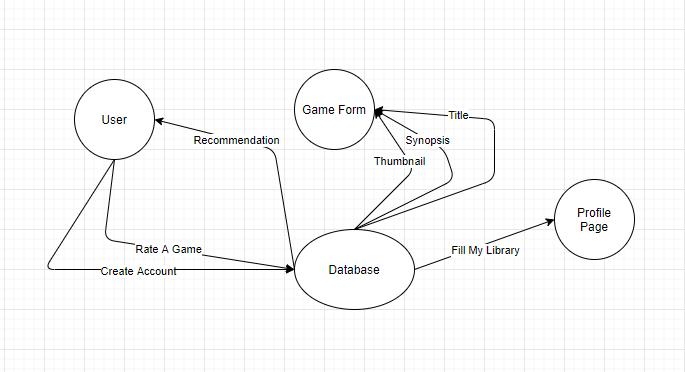 User
Game Form
Title
Recommendation
Synopsis
Thumbnail
Profile
Page
Rate A Game
Fill My Library
Create Account
Database